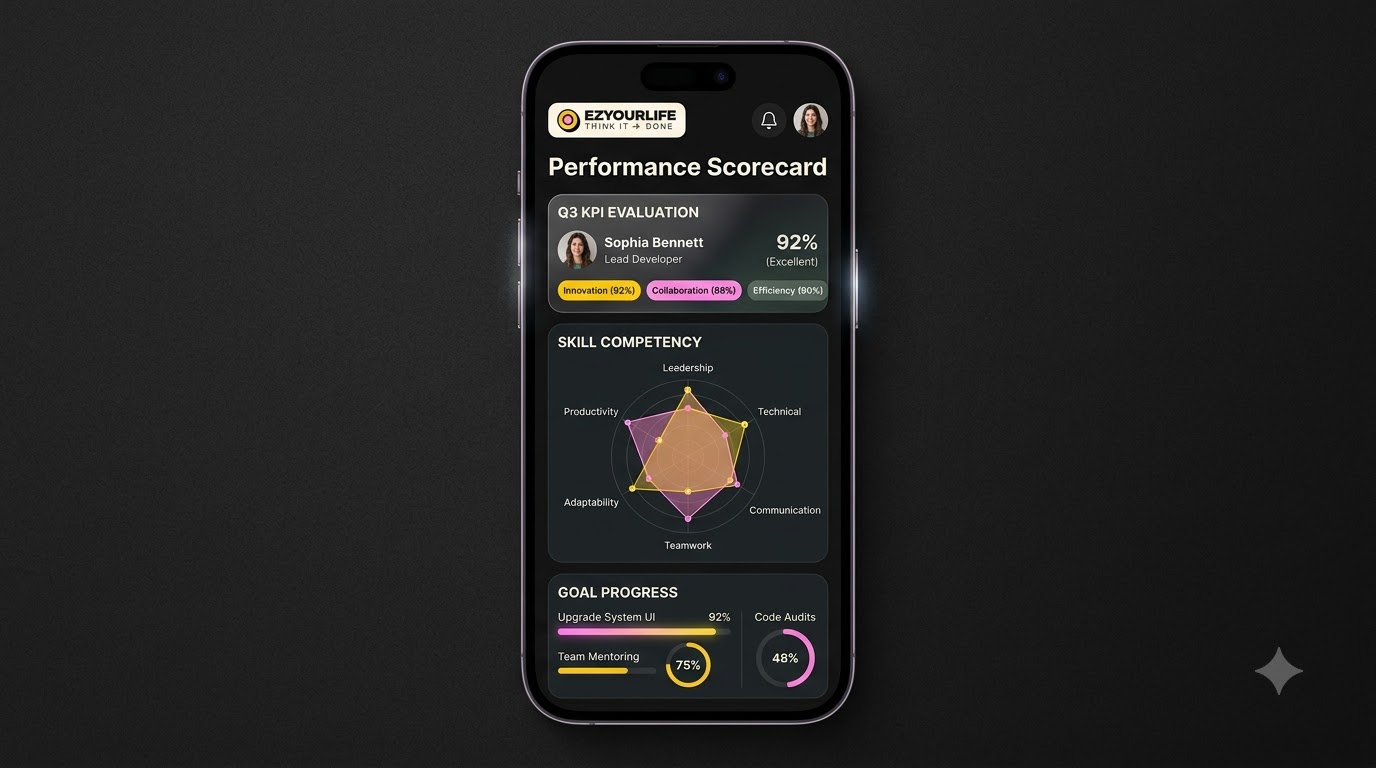 EZYOURLIFE
THINK IT → DONE
Performance Scorecard
Q3 KPI EVALUATION
Sophia Bennett
Lead Developer
92%
(Excellent)
Innovation (92%)
Collaboration (88%)
Efficiency (90%)
SKILL COMPETENCY
Leedership
Productivity
Technical
Adaptability
Communication
Teamwork
GOAL PROGRESS
Upgrade System UI
92%
Team Mentoring
75%
Code Audits
48%